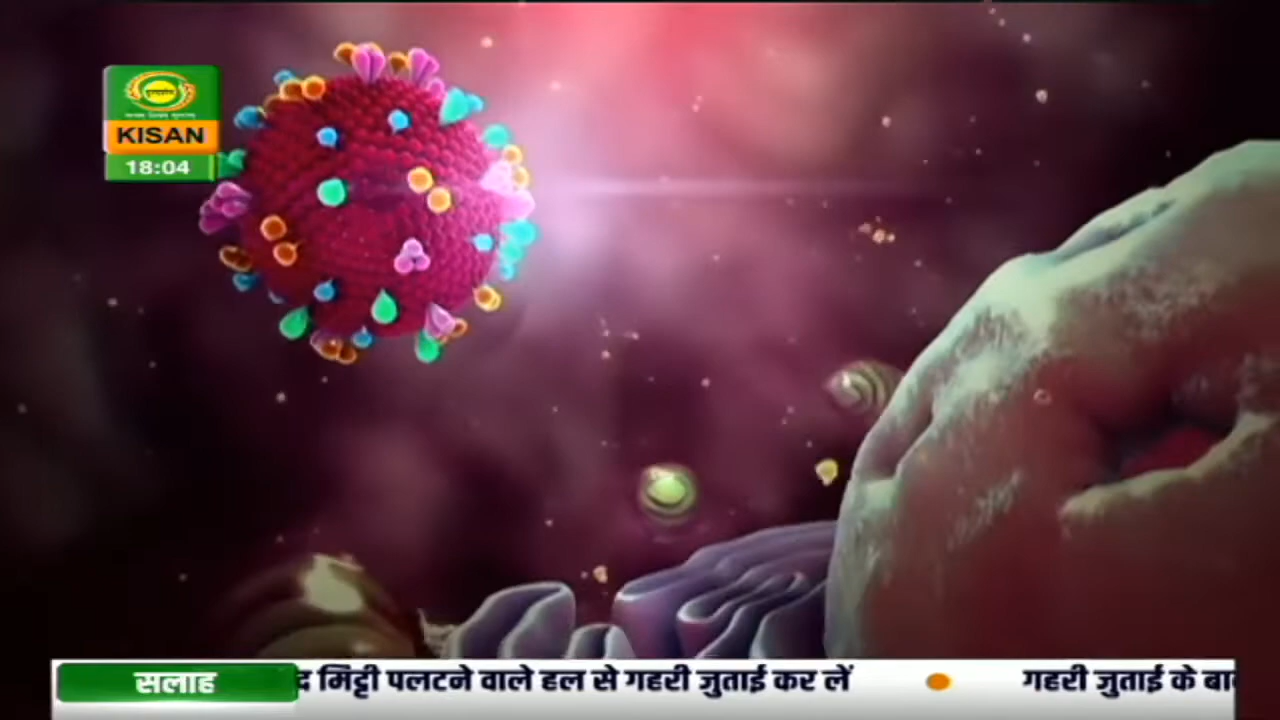 KISAN
18:04
सलाह
द मिट्टी पलटने वाले हल से गहरी जुताई कर लें
गहरी जुताई के